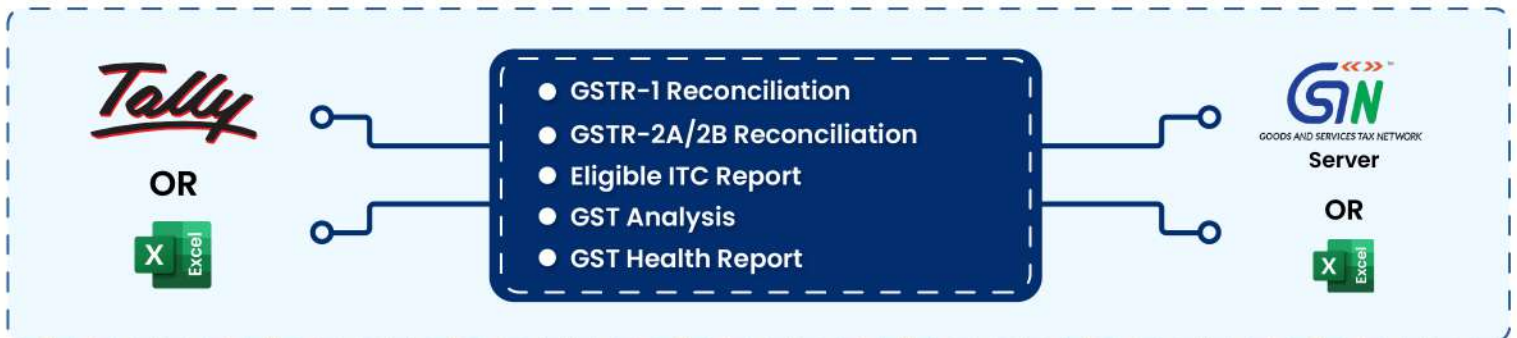 Tally
OR
X Excel
GSTR-1 Reconciliation
GSTR-2A/2B Reconciliation
Eligible ITC Report
GST Analysis
GST Health Report
GSTN
GOODS AND SERVICES TAX NETWORK
Server
OR
X Excel